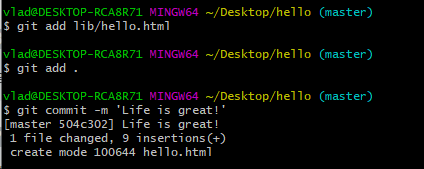 vlad@DESKTOP-RCA8R71 MINGW64 ~/Desktop/hello (master)
$ git add lib/hello.html
vlad@DESKTOP-RCA8R71 MINGW64 ~/Desktop/hello (master)
$ git add .
vlad@DESKTOP-RCA8R71 MINGW64 ~/Desktop/hello (master)
$ git commit -m 'Life is great!'
[master 504c302] Life is great!
 1 file changed, 9 insertions(+)
 create mode 100644 hello.html